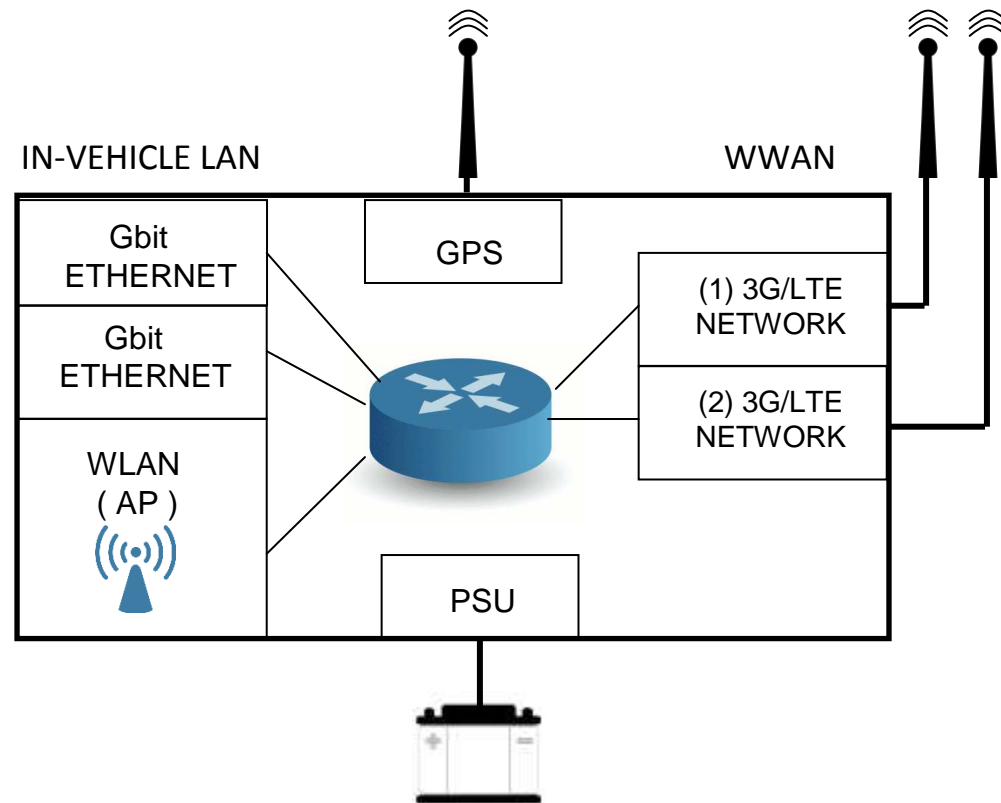 IN-VEHICLE LAN
WWAN
Gbit
ETHERNET
GPS
(1) 3G/LTE
NETWORK
Gbit
ETHERNET
(2) 3G/LTE
NETWORK
WLAN
( AP )
PSU
+
−